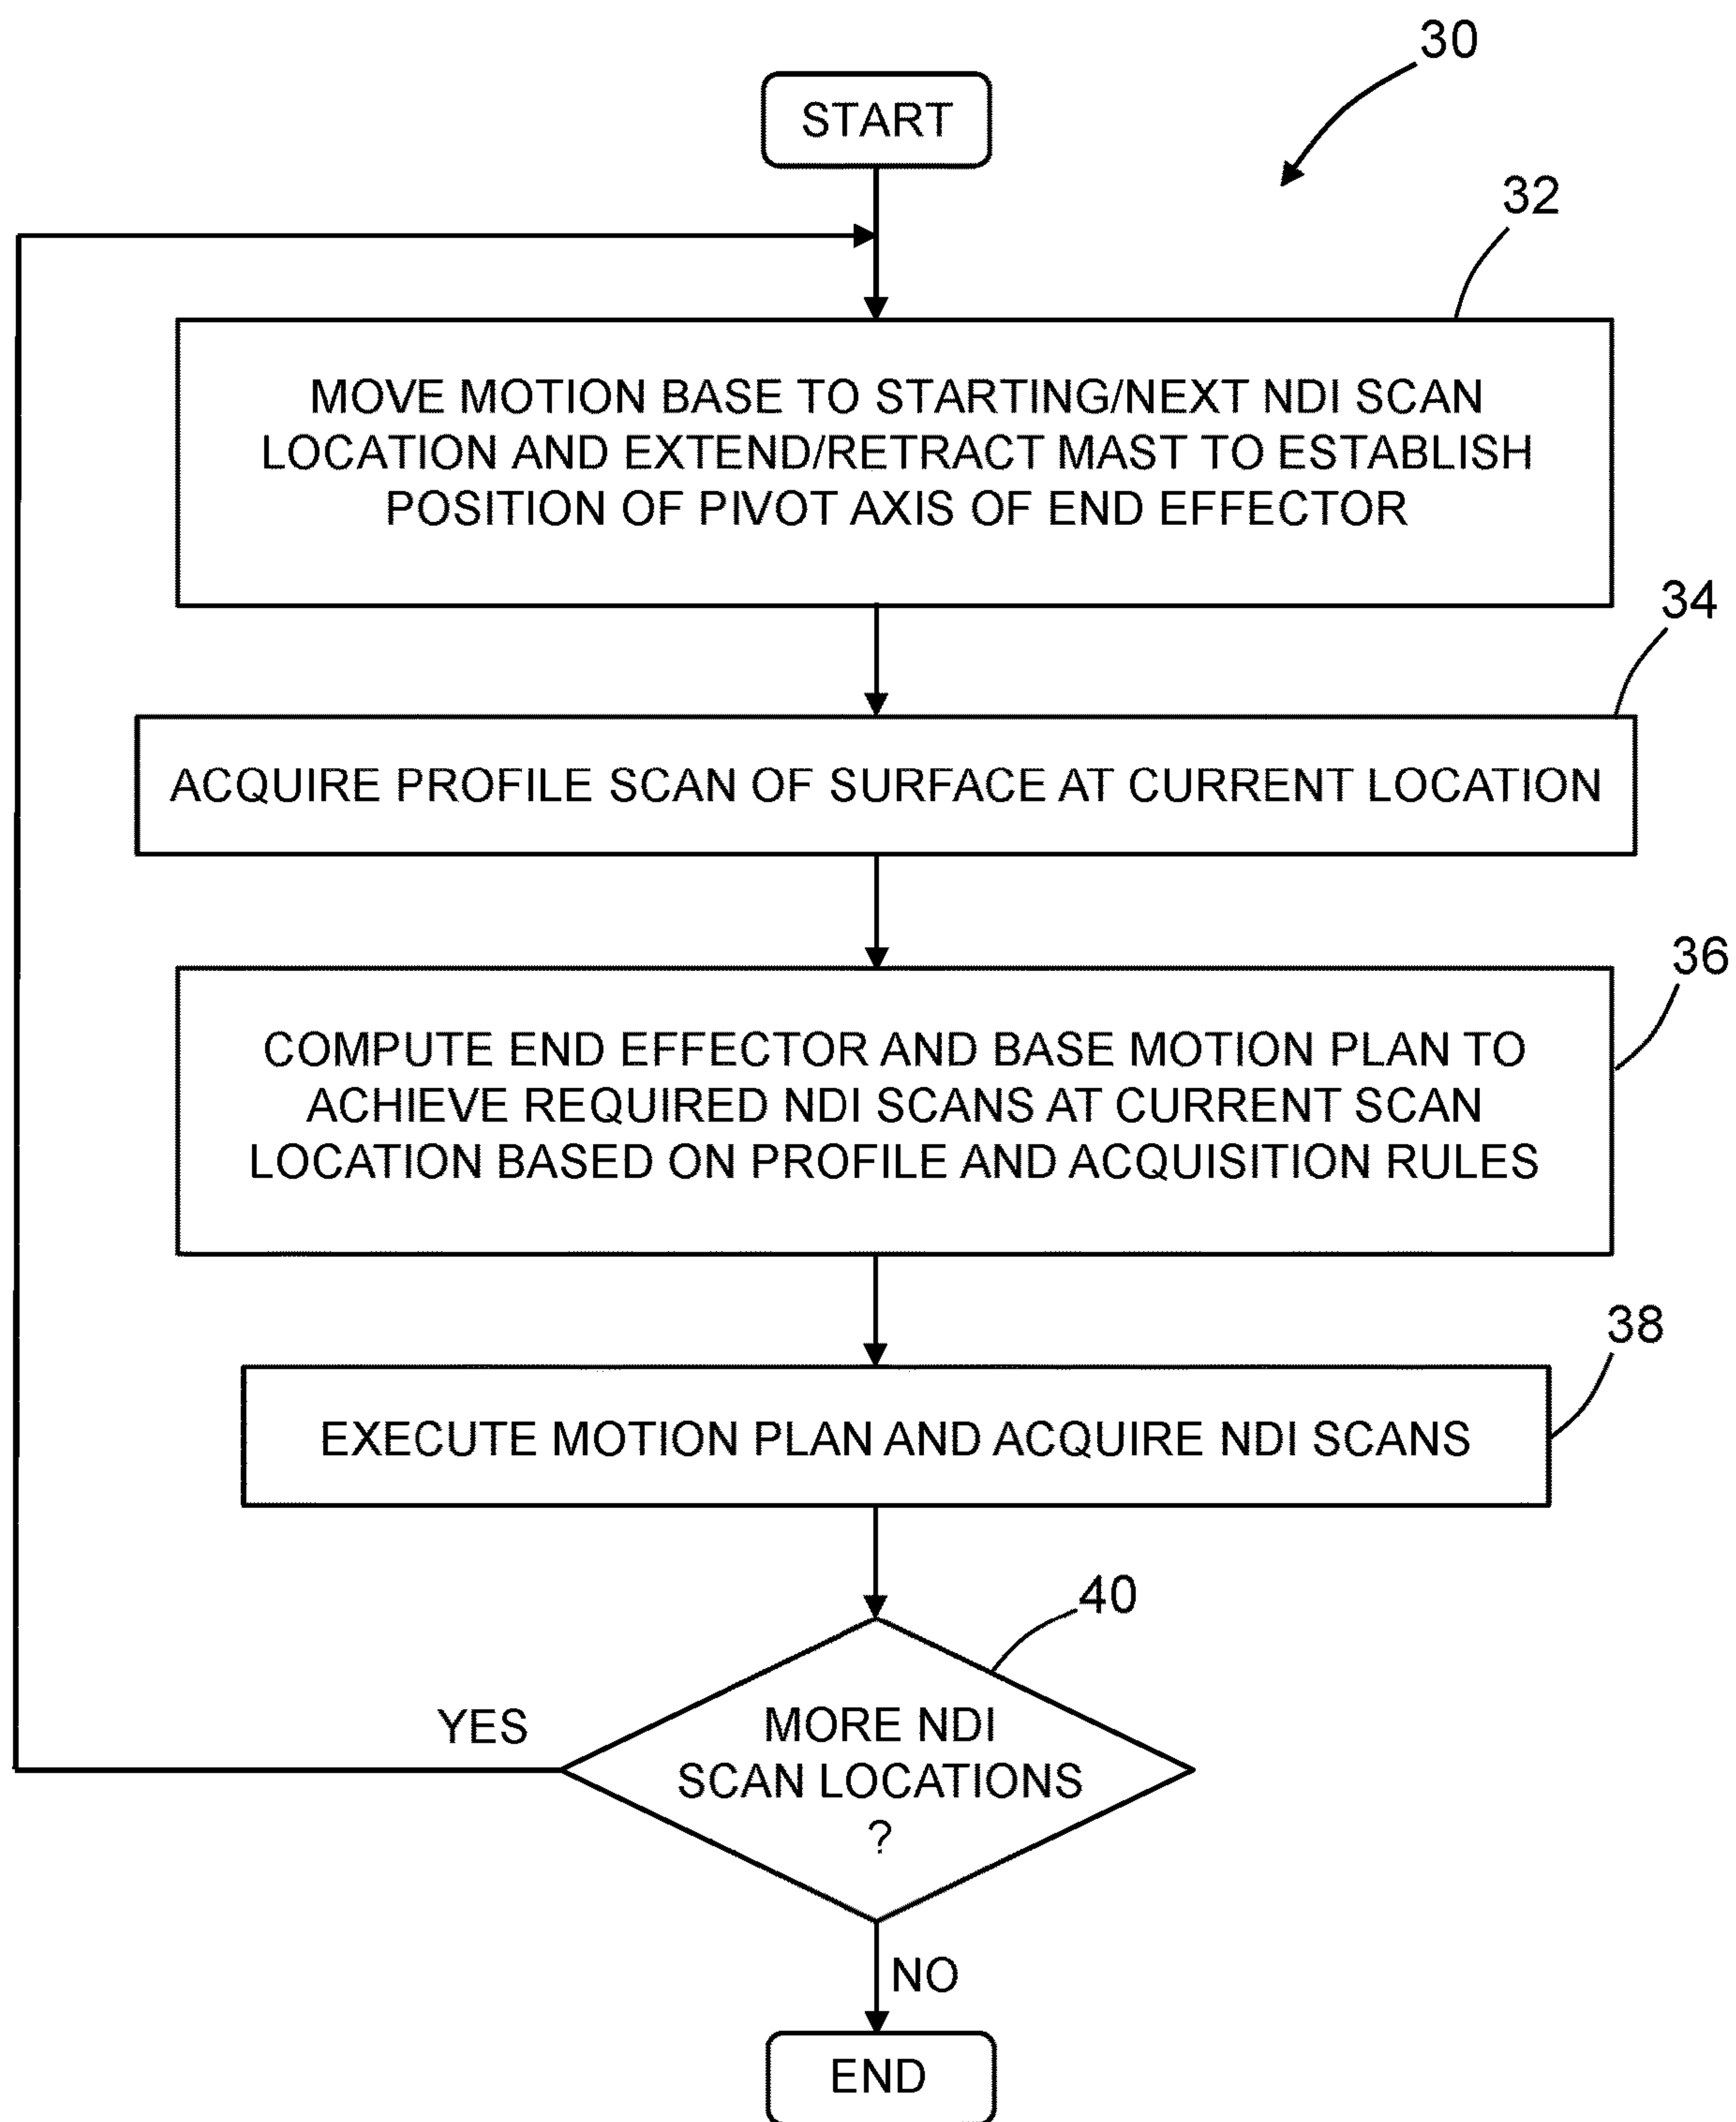 30
START
32
MOVE MOTION BASE TO STARTING/NEXT NDI SCAN
LOCATION AND EXTEND/RETRACT MAST TO ESTABLISH
POSITION OF PIVOT AXIS OF END EFFECTOR
34
ACQUIRE PROFILE SCAN OF SURFACE AT CURRENT LOCATION
36
COMPUTE END EFFECTOR AND BASE MOTION PLAN TO
ACHIEVE REQUIRED NDI SCANS AT CURRENT SCAN
LOCATION BASED ON PROFILE AND ACQUISITION RULES
38
EXECUTE MOTION PLAN AND ACQUIRE NDI SCANS
40
YES
MORE NDI
SCAN LOCATIONS
?
NO
END